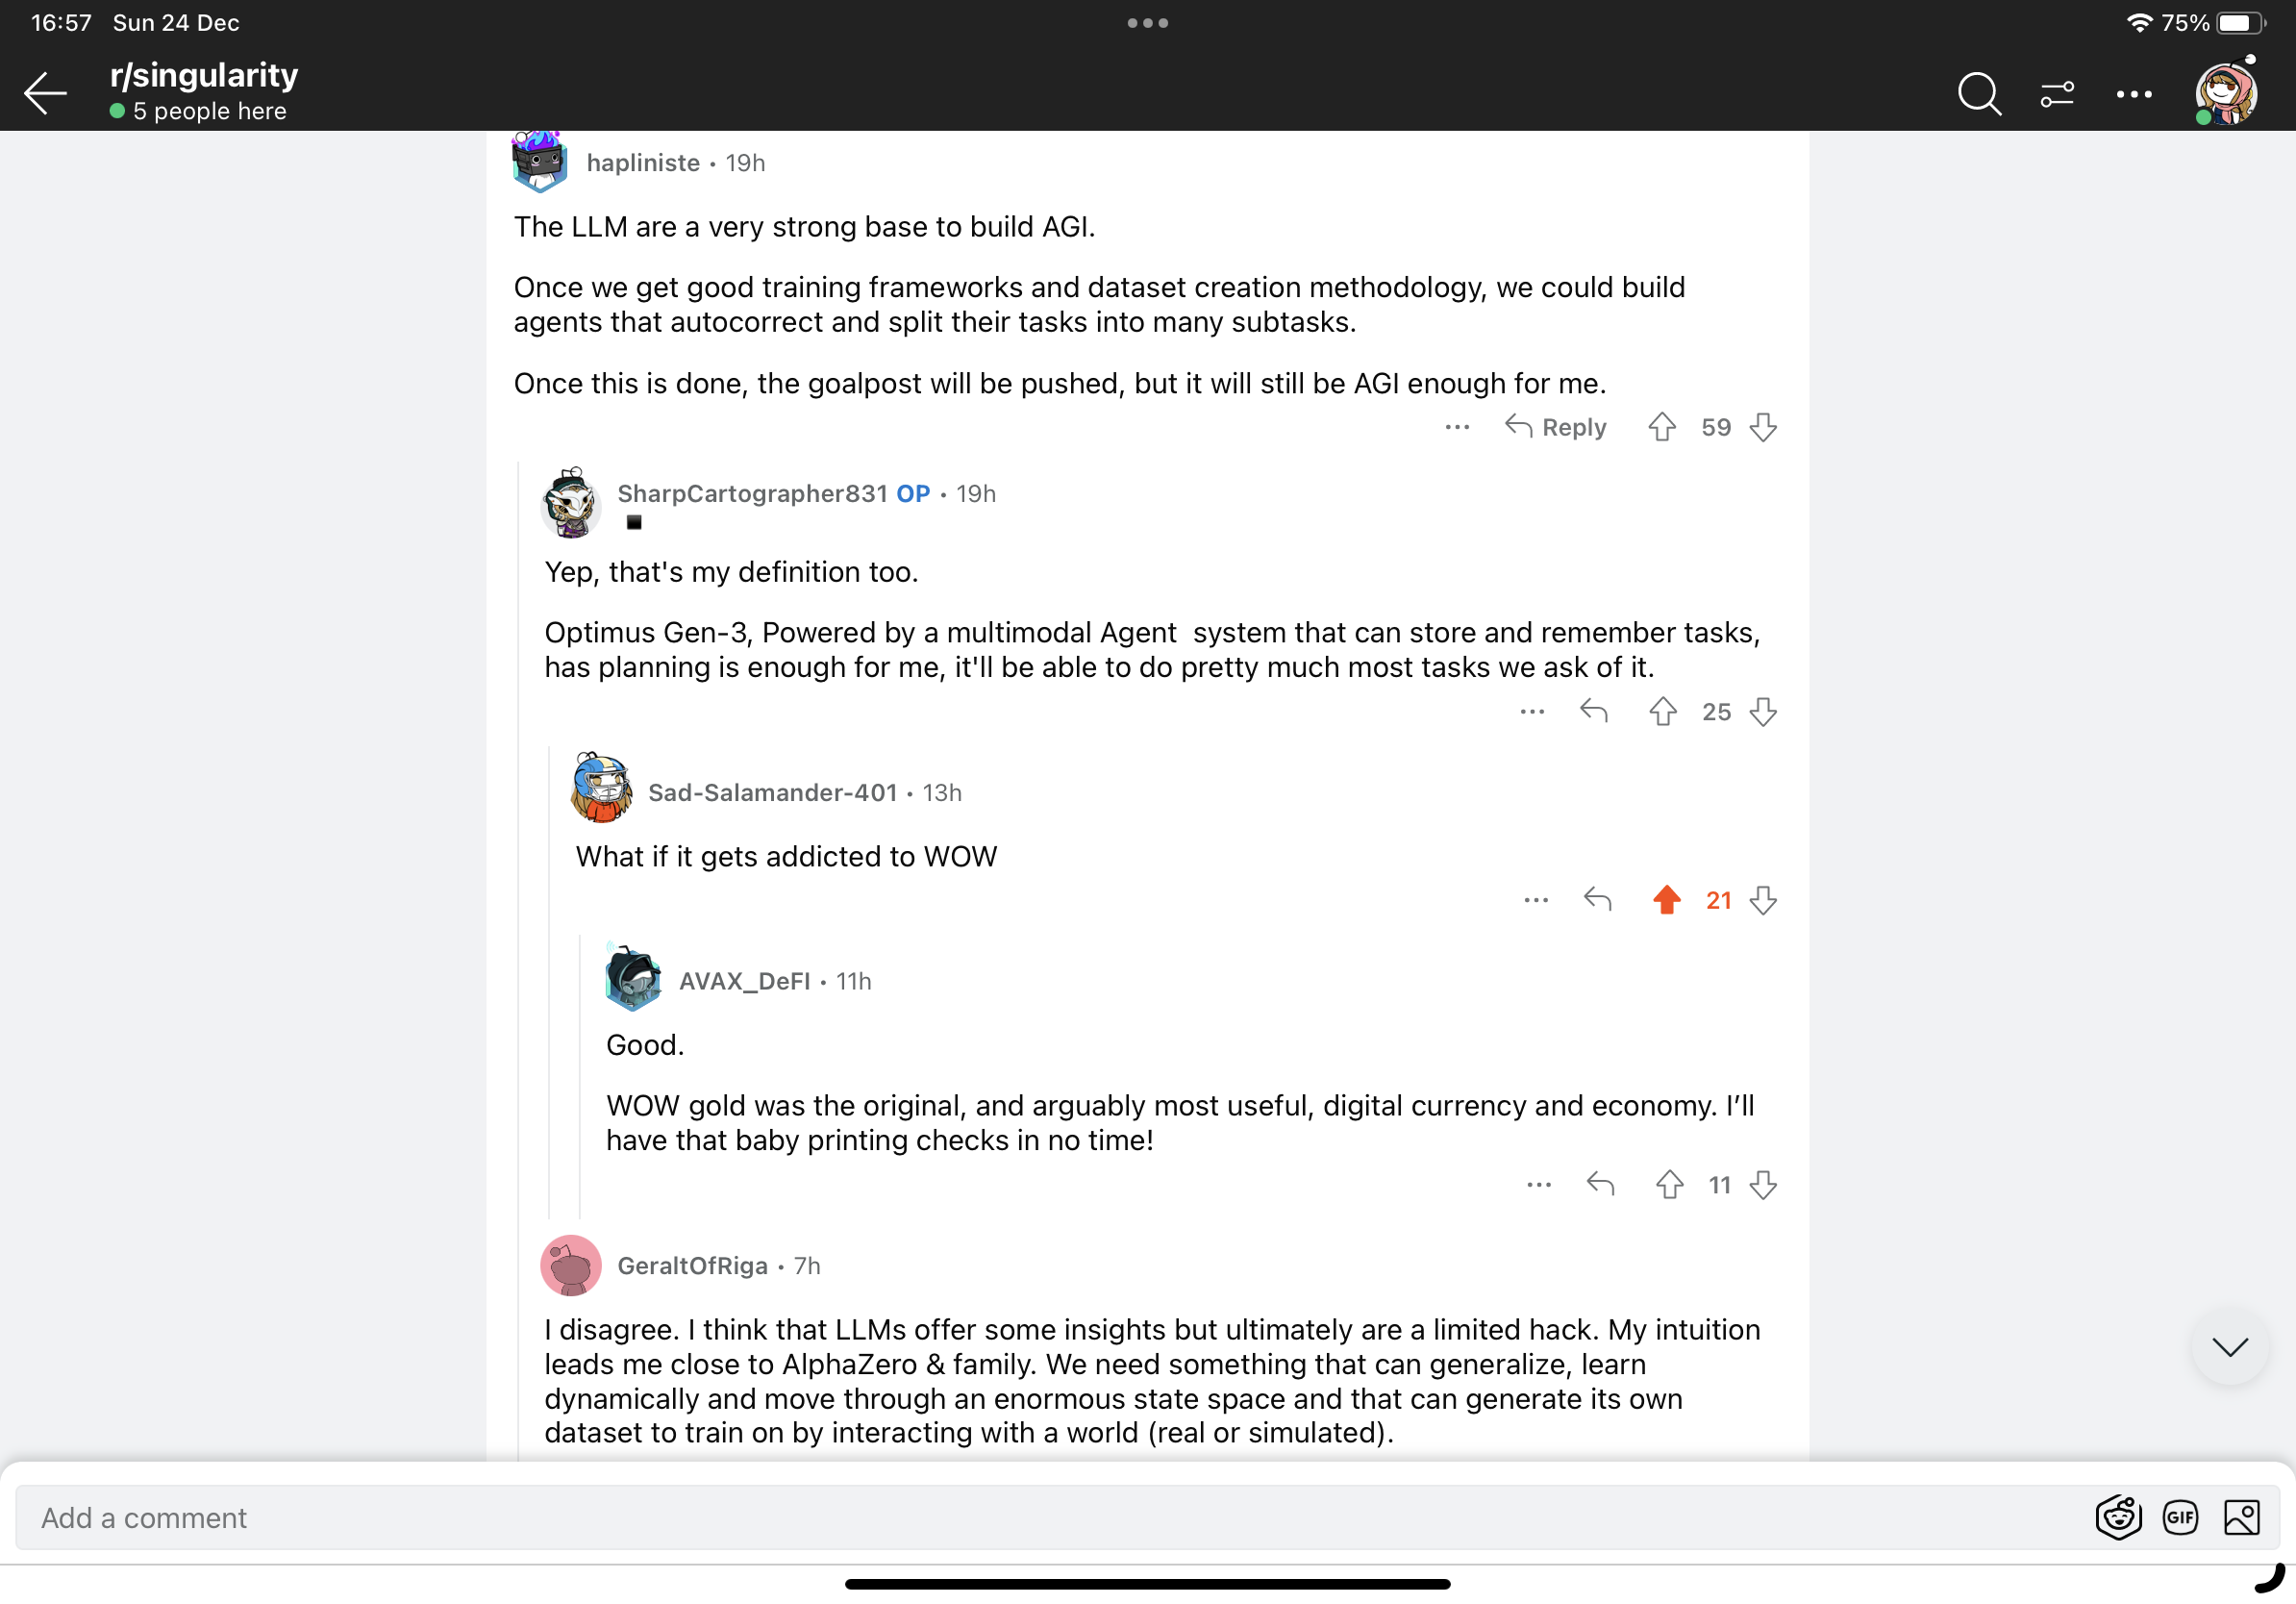 16:57 Sun 24 Dec
75%
r/singularity
5 people here
hapliniste • 19h
The LLM are a very strong base to build AGI.
Once we get good training frameworks and dataset creation methodology, we could build
agents that autocorrect and split their tasks into many subtasks.
Once this is done, the goalpost will be pushed, but it will still be AGI enough for me.
Reply 59
SharpCartographer831 OP • 19h
Yep, that's my definition too.
Optimus Gen-3, Powered by a multimodal Agent system that can store and remember tasks,
has planning is enough for me, it'll be able to do pretty much most tasks we ask of it.
25
Sad-Salamander-401 • 13h
What if it gets addicted to WOW
21
AVAX_DeFI • 11h
Good.
WOW gold was the original, and arguably most useful, digital currency and economy. I’ll
have that baby printing checks in no time!
11
GeraltOfRiga • 7h
I disagree. I think that LLMs offer some insights but ultimately are a limited hack. My intuition
leads me close to AlphaZero & family. We need something that can generalize, learn
dynamically and move through an enormous state space and that can generate its own
dataset to train on by interacting with a world (real or simulated).
Add a comment
GIF